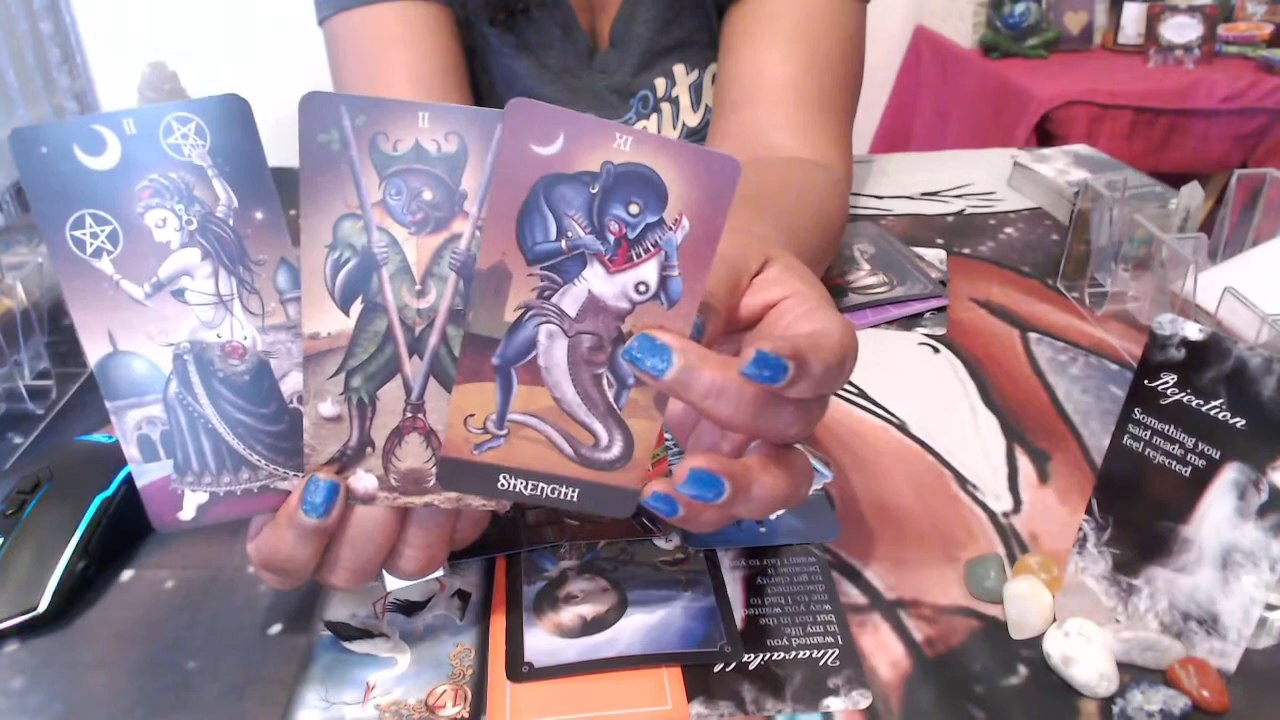 II
II
XI
STRENGTH
Rejection
Something you
said made me
feel rejected
I wanted you
in my life.
but not in the
way you wanted
me to. I had
disconnect
to get clarity
because it
wasn't fair to you
17